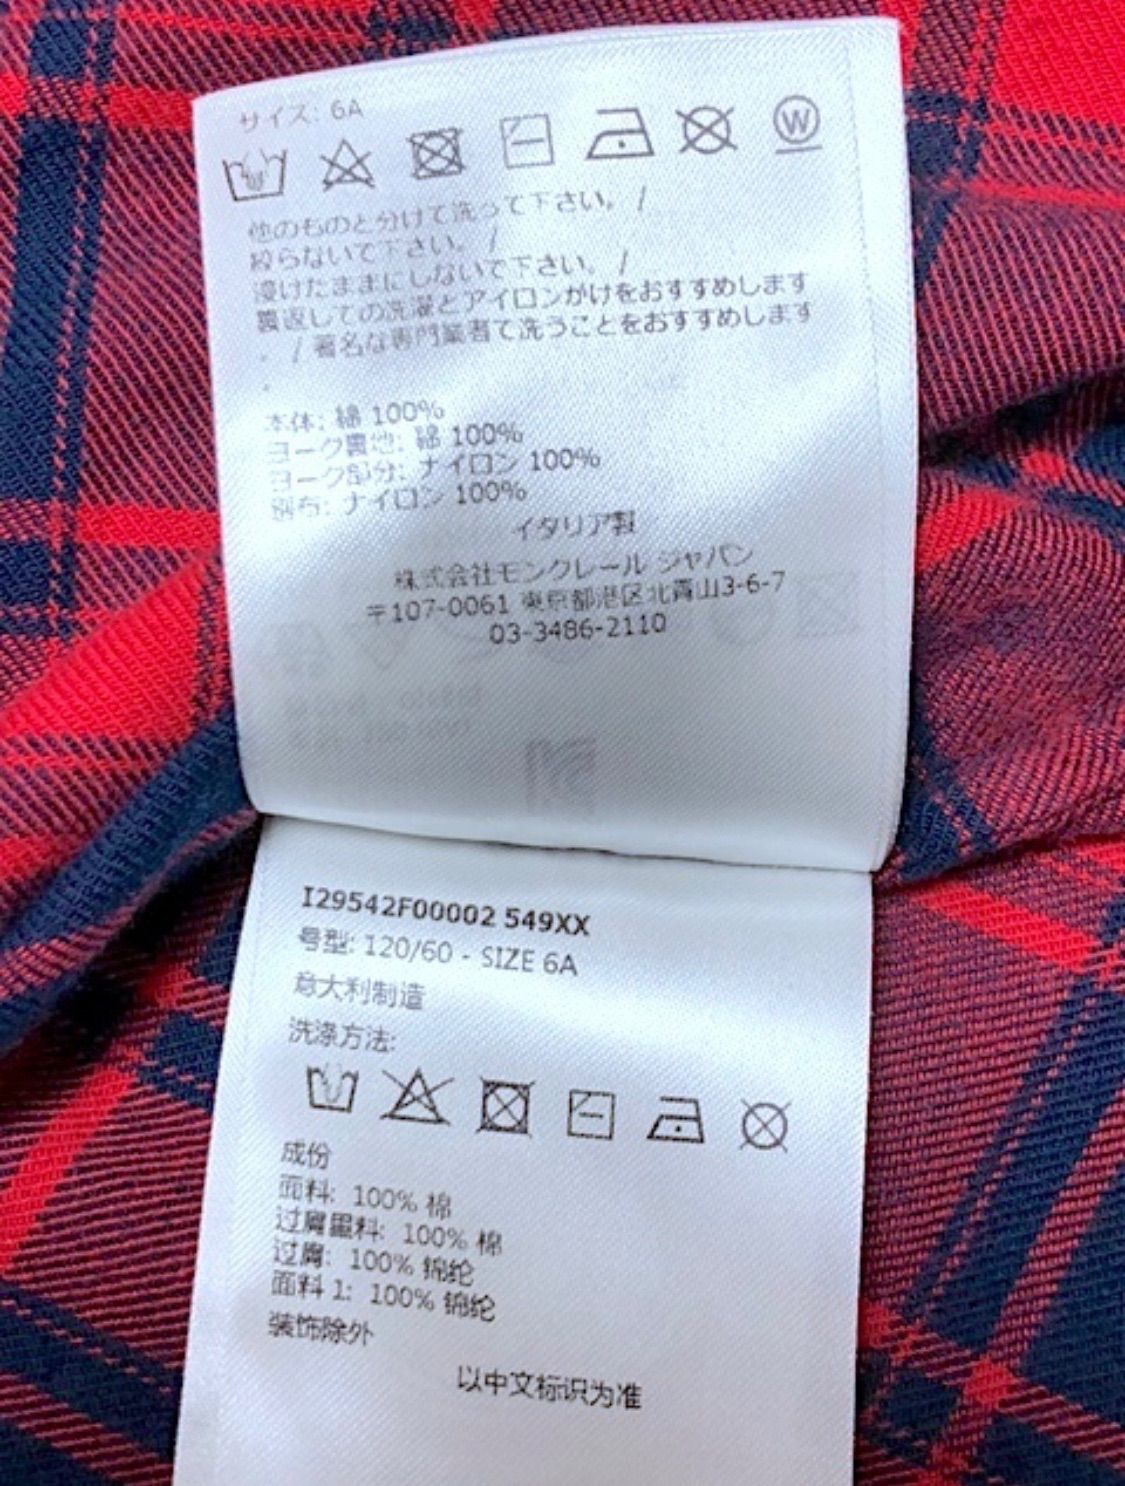 サイズ: 6A
W
他のものと分けて洗って下さい。 /
絞らないで下さい。 /
浸けたままにしないで下さい。 /
裏返しての洗濯とアイロンがけをおすすめします
. / 著名な専門業者で洗うことをおすすめします
.
本体: 綿 100%
ヨーク裏地: 綿 100%
ヨーク部分: ナイロン 100%
別布: ナイロン 100%
イタリア製
株式会社モンクレール ジャパン
〒107-0061 東京都港区北青山3-6-7
03-3486-2110
I29542F00002 549XX
号型: 120/60 - SIZE 6A
意大利制造
洗涤方法:
成份
面料: 100% 棉
过肩里料: 100% 棉
过肩: 100% 锦纶
面料 1: 100% 锦纶
装饰除外
以中文标识为准